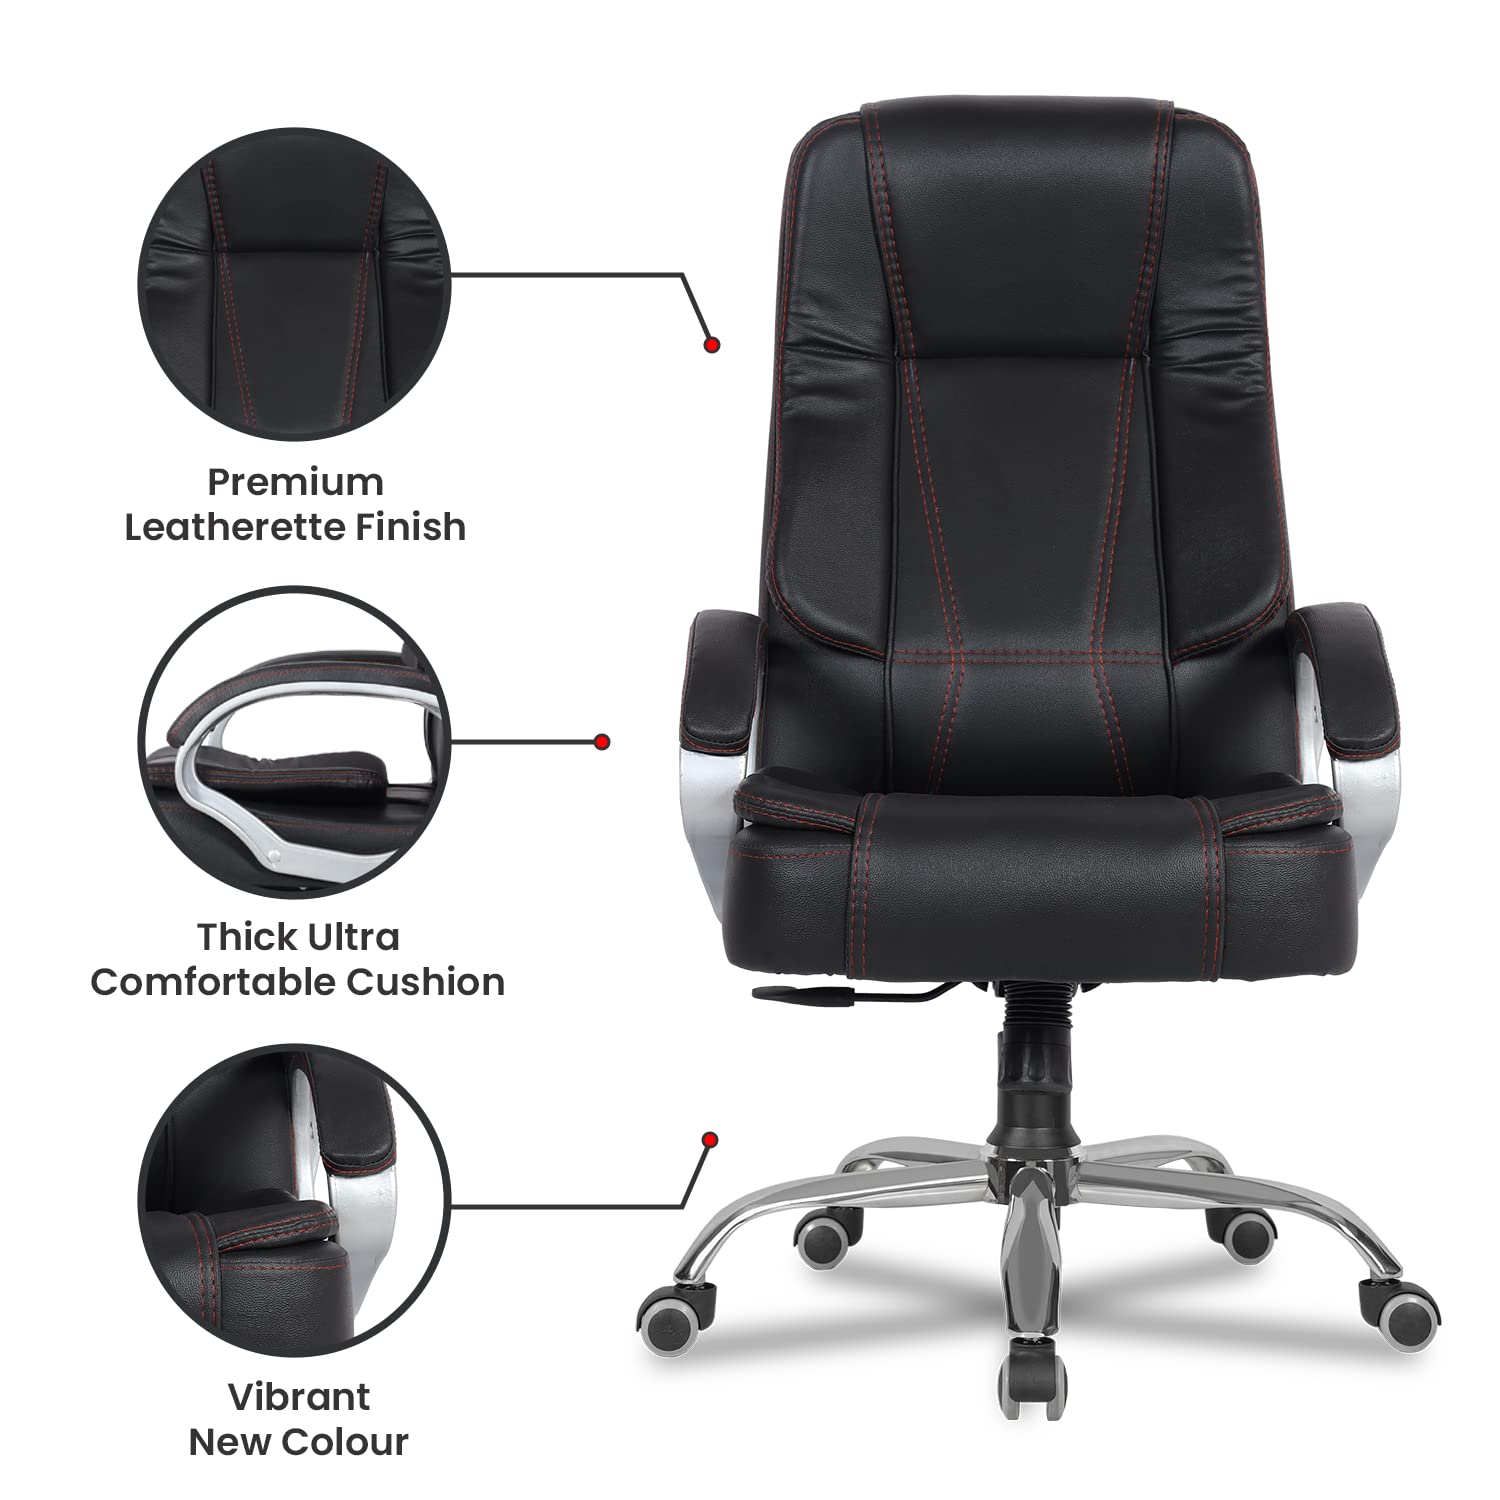 Premium
Leatherette Finish
Thick Ultra
Comfortable Cushion
Vibrant
New Colour